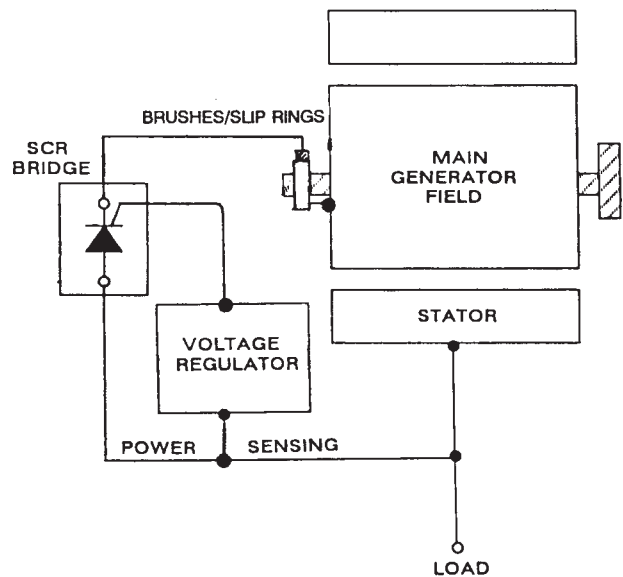 BRUSHES/SLIP RINGS
SCR
BRIDGE
MAIN
GENERATOR
FIELD
STATOR
VOLTAGE
REGULATOR
POWER
SENSING
LOAD